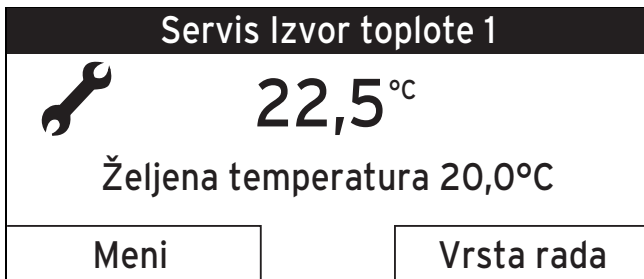 Servis Izvor toplote 1
22,5°C
Željena temperatura 20,0°C
Meni Vrsta rada